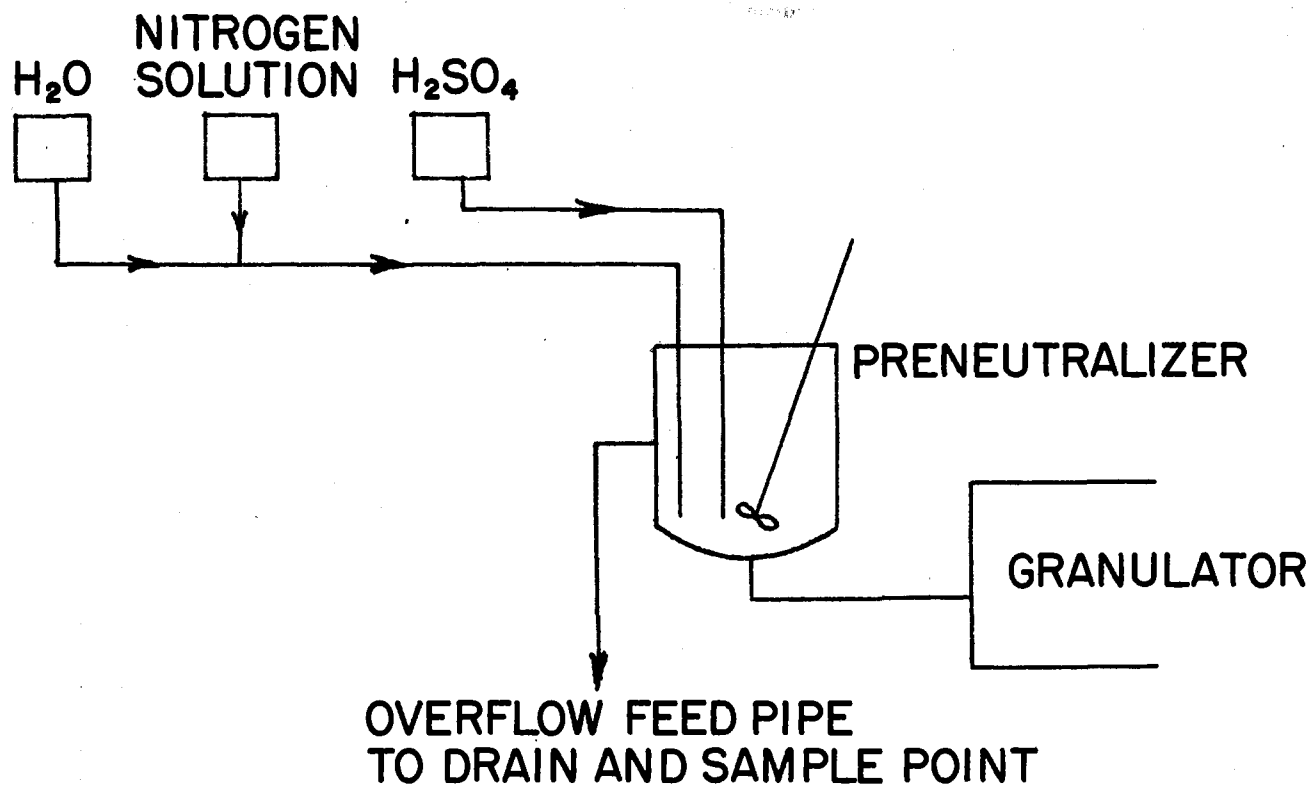 H₂O
NITROGEN
SOLUTION
H₂SO₄
PRENEUTRALIZER
GRANULATOR
OVERFLOW FEED PIPE
TO DRAIN AND SAMPLE POINT